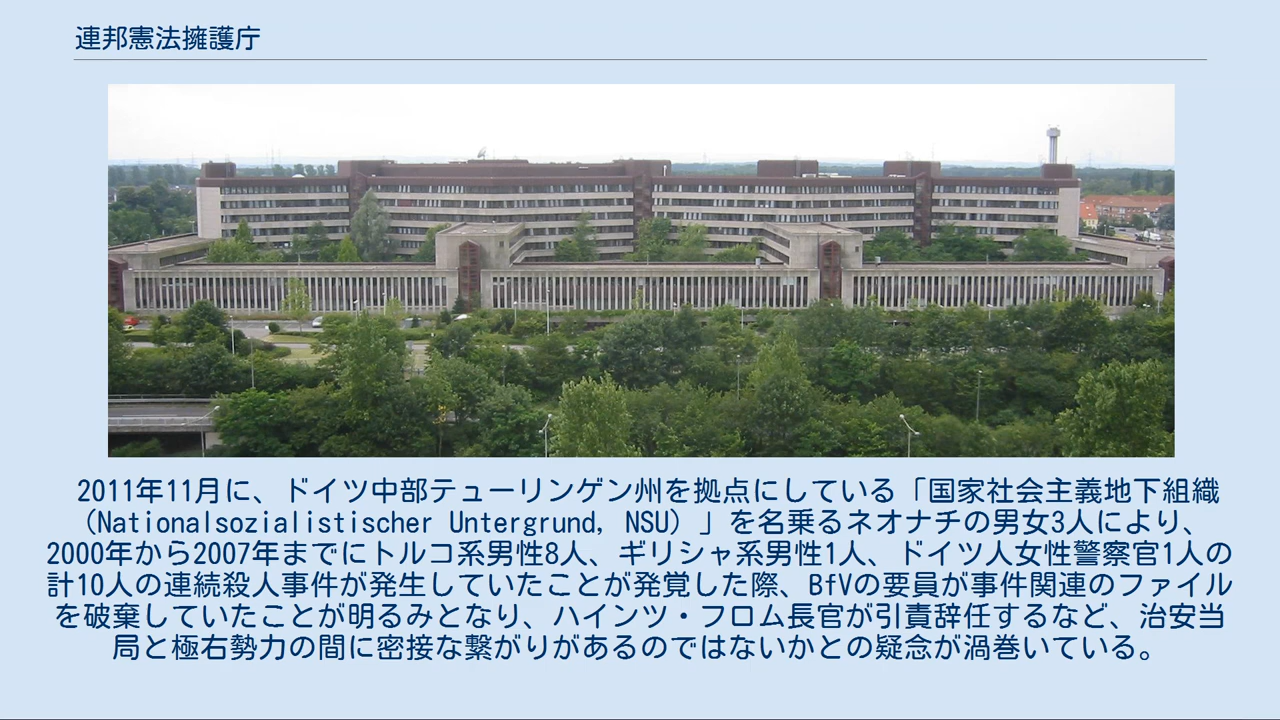 連邦憲法擁護庁
2011年11月に、ドイツ中部テューリンゲン州を拠点にしている「国家社会主義地下組織
（Nationalsozialistischer Untergrund, NSU）」を名乗るネオナチの男女3人により、
2000年から2007年までにトルコ系男性8人、ギリシャ系男性1人、ドイツ人女性警察官1人の
計10人の連続殺人事件が発生していたことが発覚した際、BfVの要員が事件関連のファイル
を破棄していたことが明るみとなり、ハインツ・フロム長官が引責辞任するなど、治安当
局と極右勢力の間に密接な繋がりがあるのではないかとの疑念が渦巻いている。